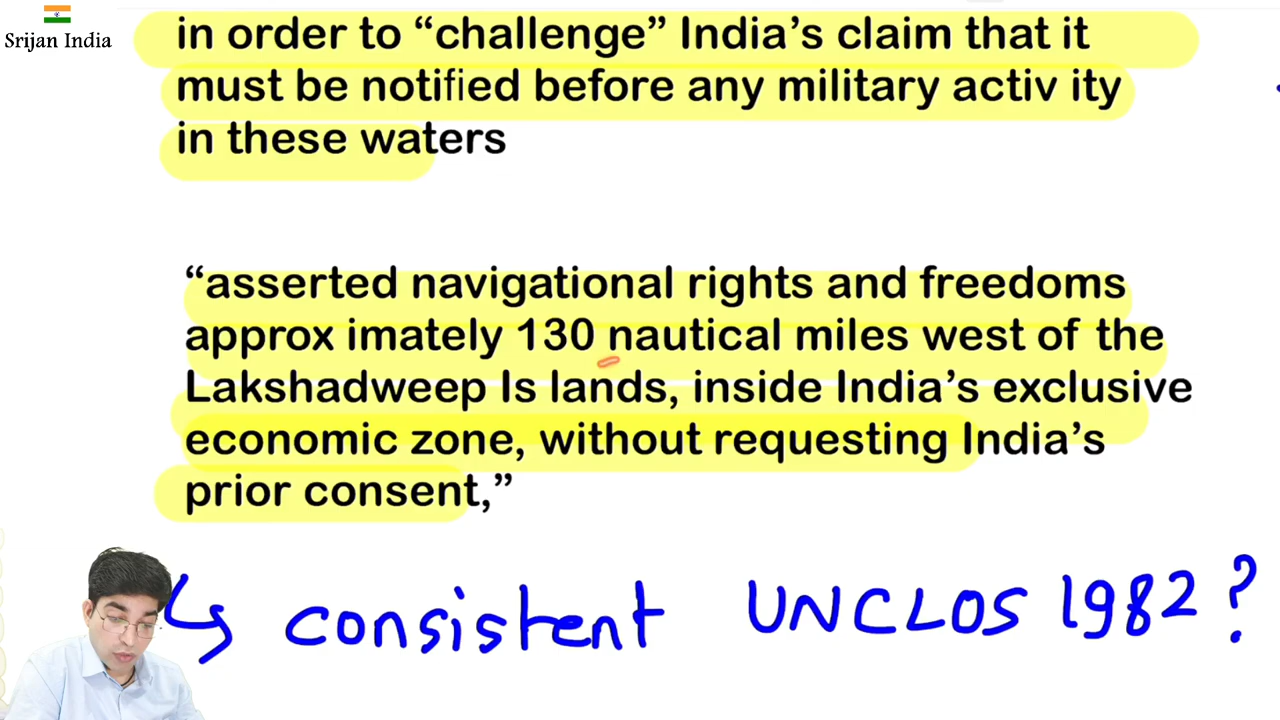 Srijan India
in order to “challenge” India’s claim that it
must be notified before any military activ ity
in these waters
“asserted navigational rights and freedoms
approx imately 130 nautical miles west of the
Lakshadweep Is lands, inside India’s exclusive
economic zone, without requesting India’s
prior consent,”
consistent UNCLOS 1982?